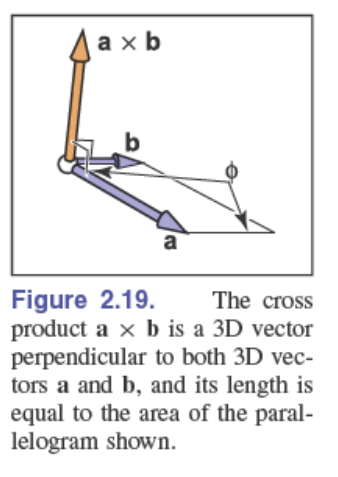 a × b
b
ϕ
a
Figure 2.19. The cross
product a × b is a 3D vector
perpendicular to both 3D vec-
tors a and b, and its length is
equal to the area of the paral-
lelogram shown.